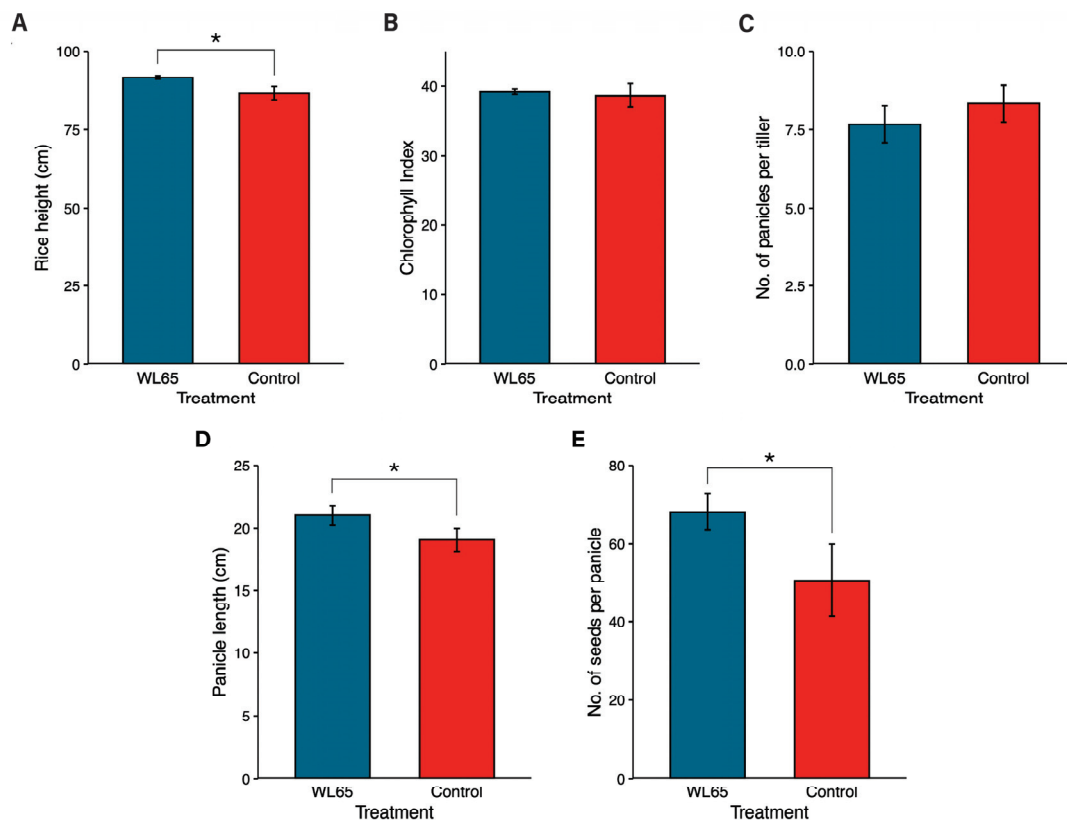 A
B
C
*
100
75
50
25
0
Rice height (cm)
WL65 Control
Treatment
40
30
20
10
0
Chlorophyll Index
WL65 Control
Treatment
10.0
7.5
5.0
2.5
0.0
No. of panicles per tiller
WL65 Control
Treatment
D
E
*
25
20
15
10
5
0
Panicle length (cm)
WL65 Control
Treatment
*
80
60
40
20
0
No. of seeds per panicle
WL65 Control
Treatment